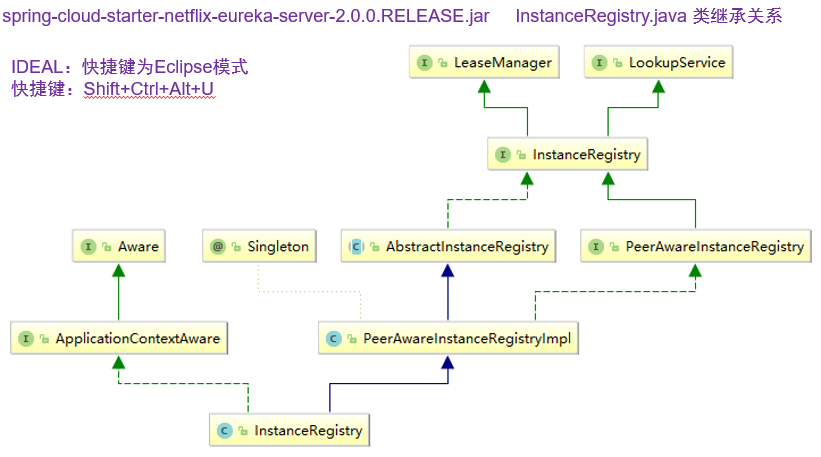 spring-cloud-starter-netflix-eureka-server-2.0.0.RELEASE.jar InstanceRegistry.java 类继承关系
IDEAL：快捷键为Eclipse模式
快捷键：Shift+Ctrl+Alt+U
I LeaseManager
I LookupService
I InstanceRegistry
I Aware
@ Singleton
C AbstractInstanceRegistry
I PeerAwareInstanceRegistry
I ApplicationContextAware
C PeerAwareInstanceRegistryImpl
C InstanceRegistry